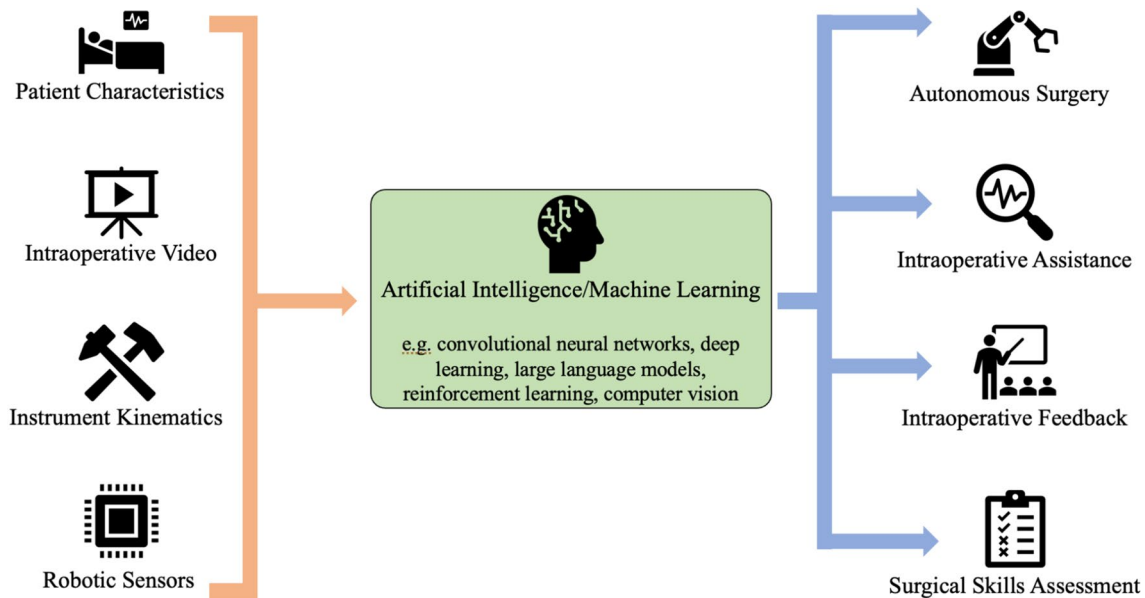 Patient Characteristics
Intraoperative Video
Instrument Kinematics
Robotic Sensors
Artificial Intelligence/Machine Learning
e.g. convolutional neural networks, deep
learning, large language models,
reinforcement learning, computer vision
Autonomous Surgery
Intraoperative Assistance
Intraoperative Feedback
Surgical Skills Assessment